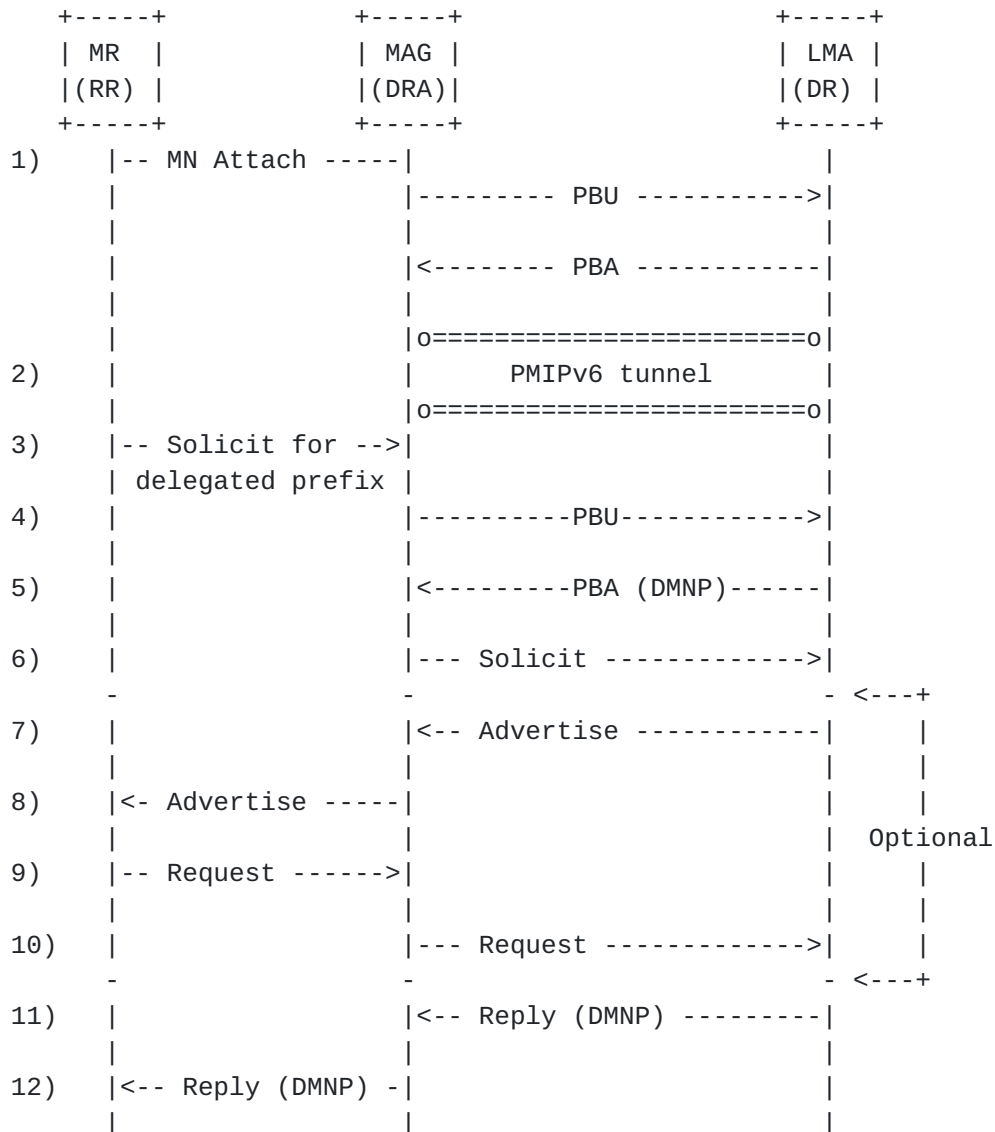 +-----+            +-----+                    +-----+
| MR  |            | MAG |                    | LMA |
|(RR) |            |(DRA)|                    |(DR) |
+-----+            +-----+                    +-----+
1)    |-- MN Attach -----|                          |
      |                  |--------- PBU ----------->|
      |                  |                          |
      |                  |<-------- PBA ------------|
      |                  |                          |
      |                  |o========================o|
2)    |                  |      PMIPv6 tunnel       |
      |                  |o========================o|
3)    |-- Solicit for -->|                          |
      | delegated prefix |                          |
4)    |                  |----------PBU------------>|
      |                  |                          |
5)    |                  |<---------PBA (DMNP)------|
      |                  |                          |
6)    |                  |--- Solicit ------------->|
      -                  -                          - <---+
7)    |                  |<-- Advertise ------------|     |
      |                  |                          |     |
8)    |<- Advertise -----|                          |     |
      |                  |                          |  Optional
9)    |-- Request ------>|                          |     |
      |                  |                          |     |
10)   |                  |--- Request ------------->|     |
      -                  -                          - <---+
11)   |                  |<-- Reply (DMNP) ---------|
      |                  |                          |
12)   |<-- Reply (DMNP) -|                          |
      |                  |                          |